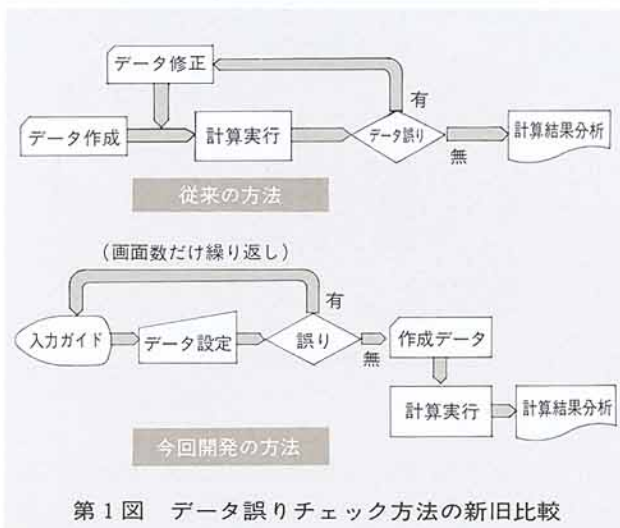 データ修正
有
データ作成
計算実行
データ誤り
無
計算結果分析
従来の方法
（画面数だけ繰り返し）
有
入力ガイド
データ設定
誤り
無
作成データ
計算実行
計算結果分析
今回開発の方法
第1図 データ誤りチェック方法の新旧比較